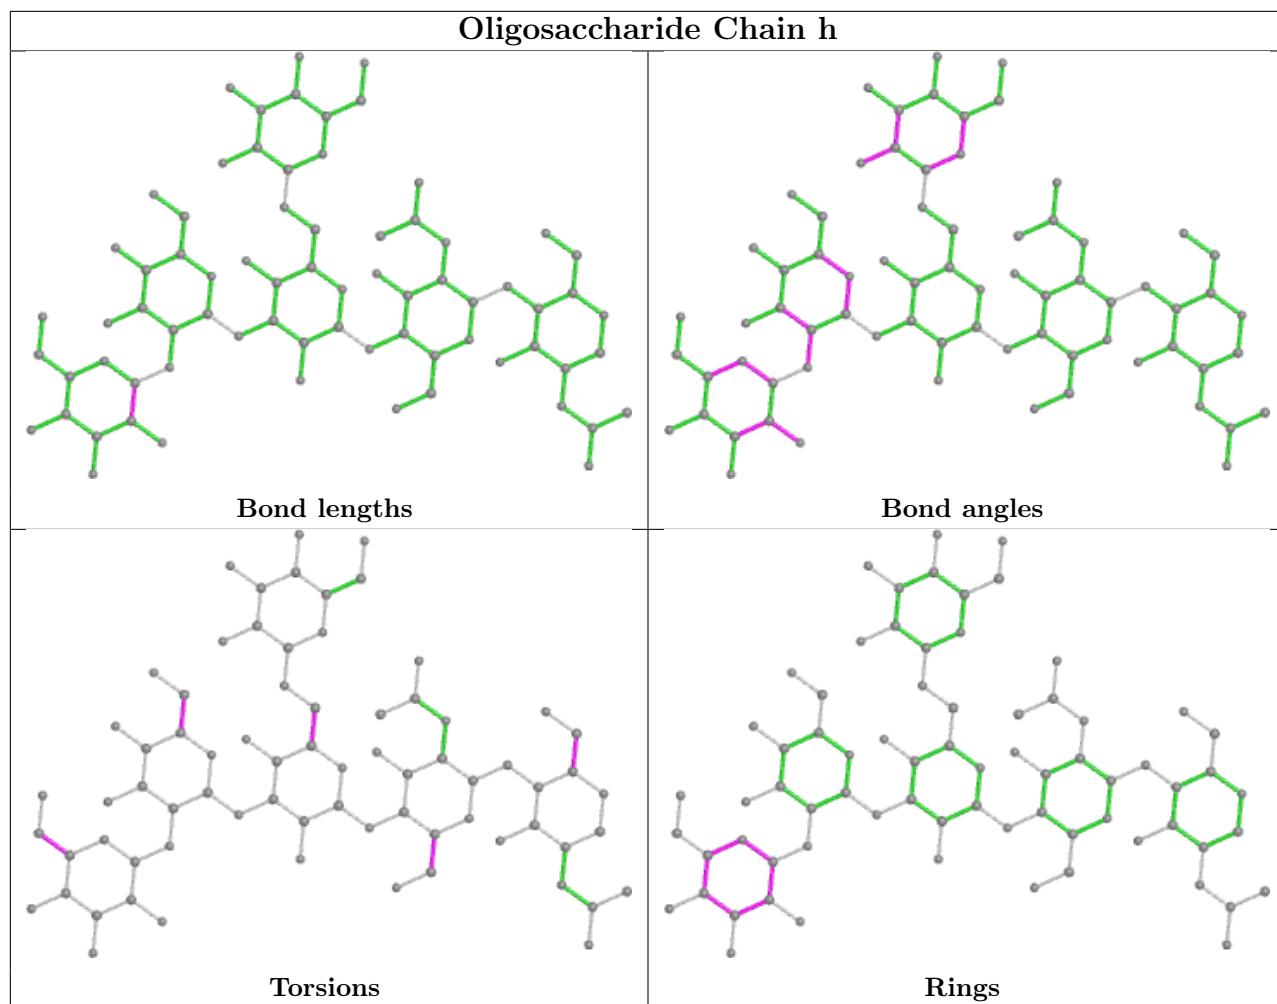 Oligosaccharide Chain h
Bond lengths
Bond angles
Torsions
Rings